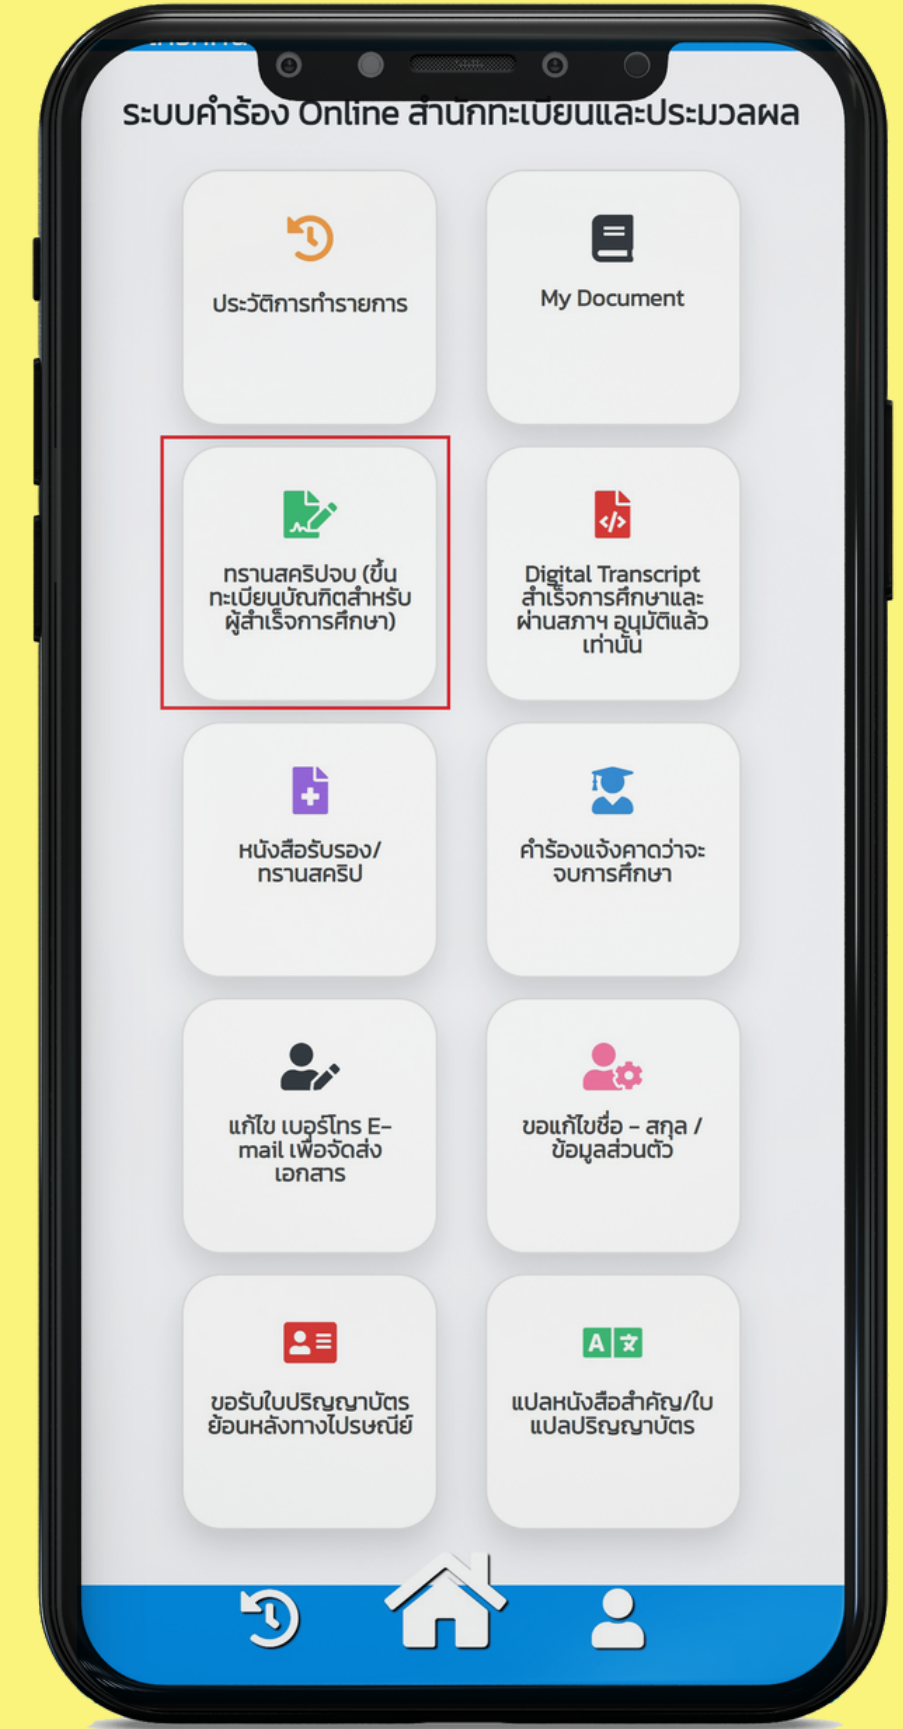 ระบบคำร้อง Online สำนักทะเบียนและประมวลผล
ประวัติการทำรายการ
My Document
ทรานสคริปจบ (ขึ้น
ทะเบียนบัณฑิตสำหรับ
ผู้สำเร็จการศึกษา)
Digital Transcript
สำเร็จการศึกษาและ
ผ่านสภาฯ อนุมัติแล้ว
เท่านั้น
หนังสือรับรอง/
ทรานสคริป
คำร้องแจ้งคาดว่าจะ
จบการศึกษา
แก้ไข เบอร์โทร E-
mail เพื่อจัดส่ง
เอกสาร
ขอแก้ไขชื่อ - สกุล /
ข้อมูลส่วนตัว
ขอรับใบปริญญาบัตร
ย้อนหลังทางไปรษณีย์
A
แปลหนังสือสำคัญ/ใบ
แปลปริญญาบัตร